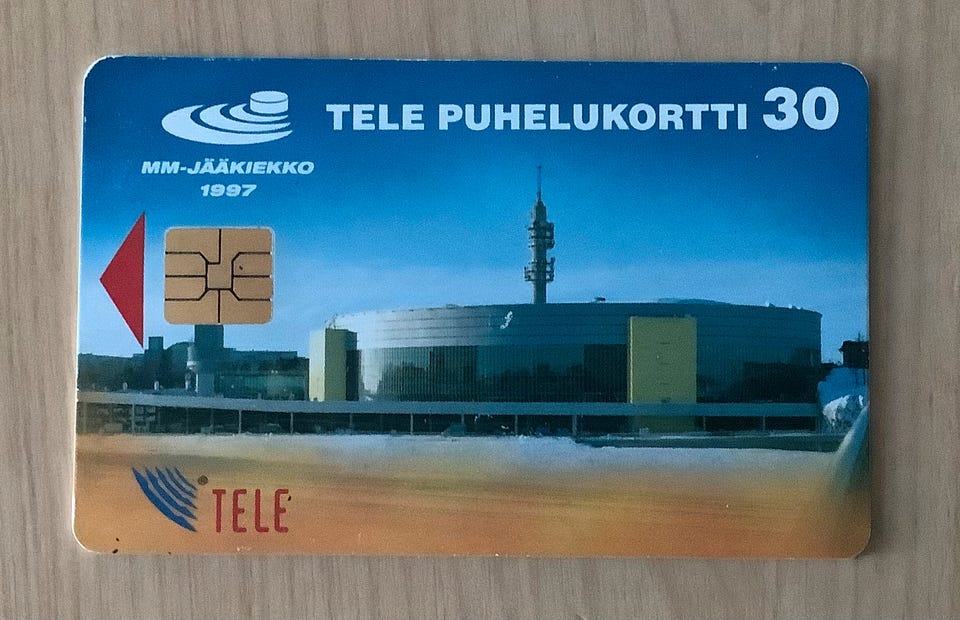 TELE PUHELUKORTTI 30
MM-JÄÄKIEKKO
1997
® TELE